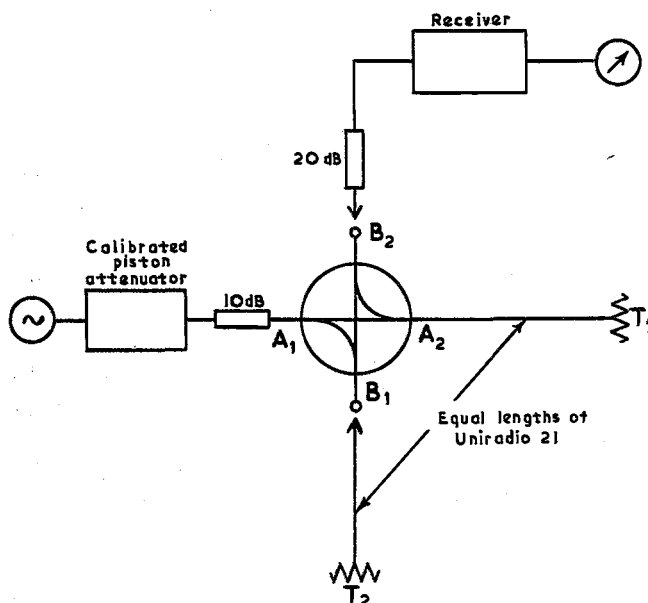 Receiver
20 dB
B2
Calibrated
piston
attenuator
10dB
A1
A2
B1
Equal lengths of
Uniradio 21
T2